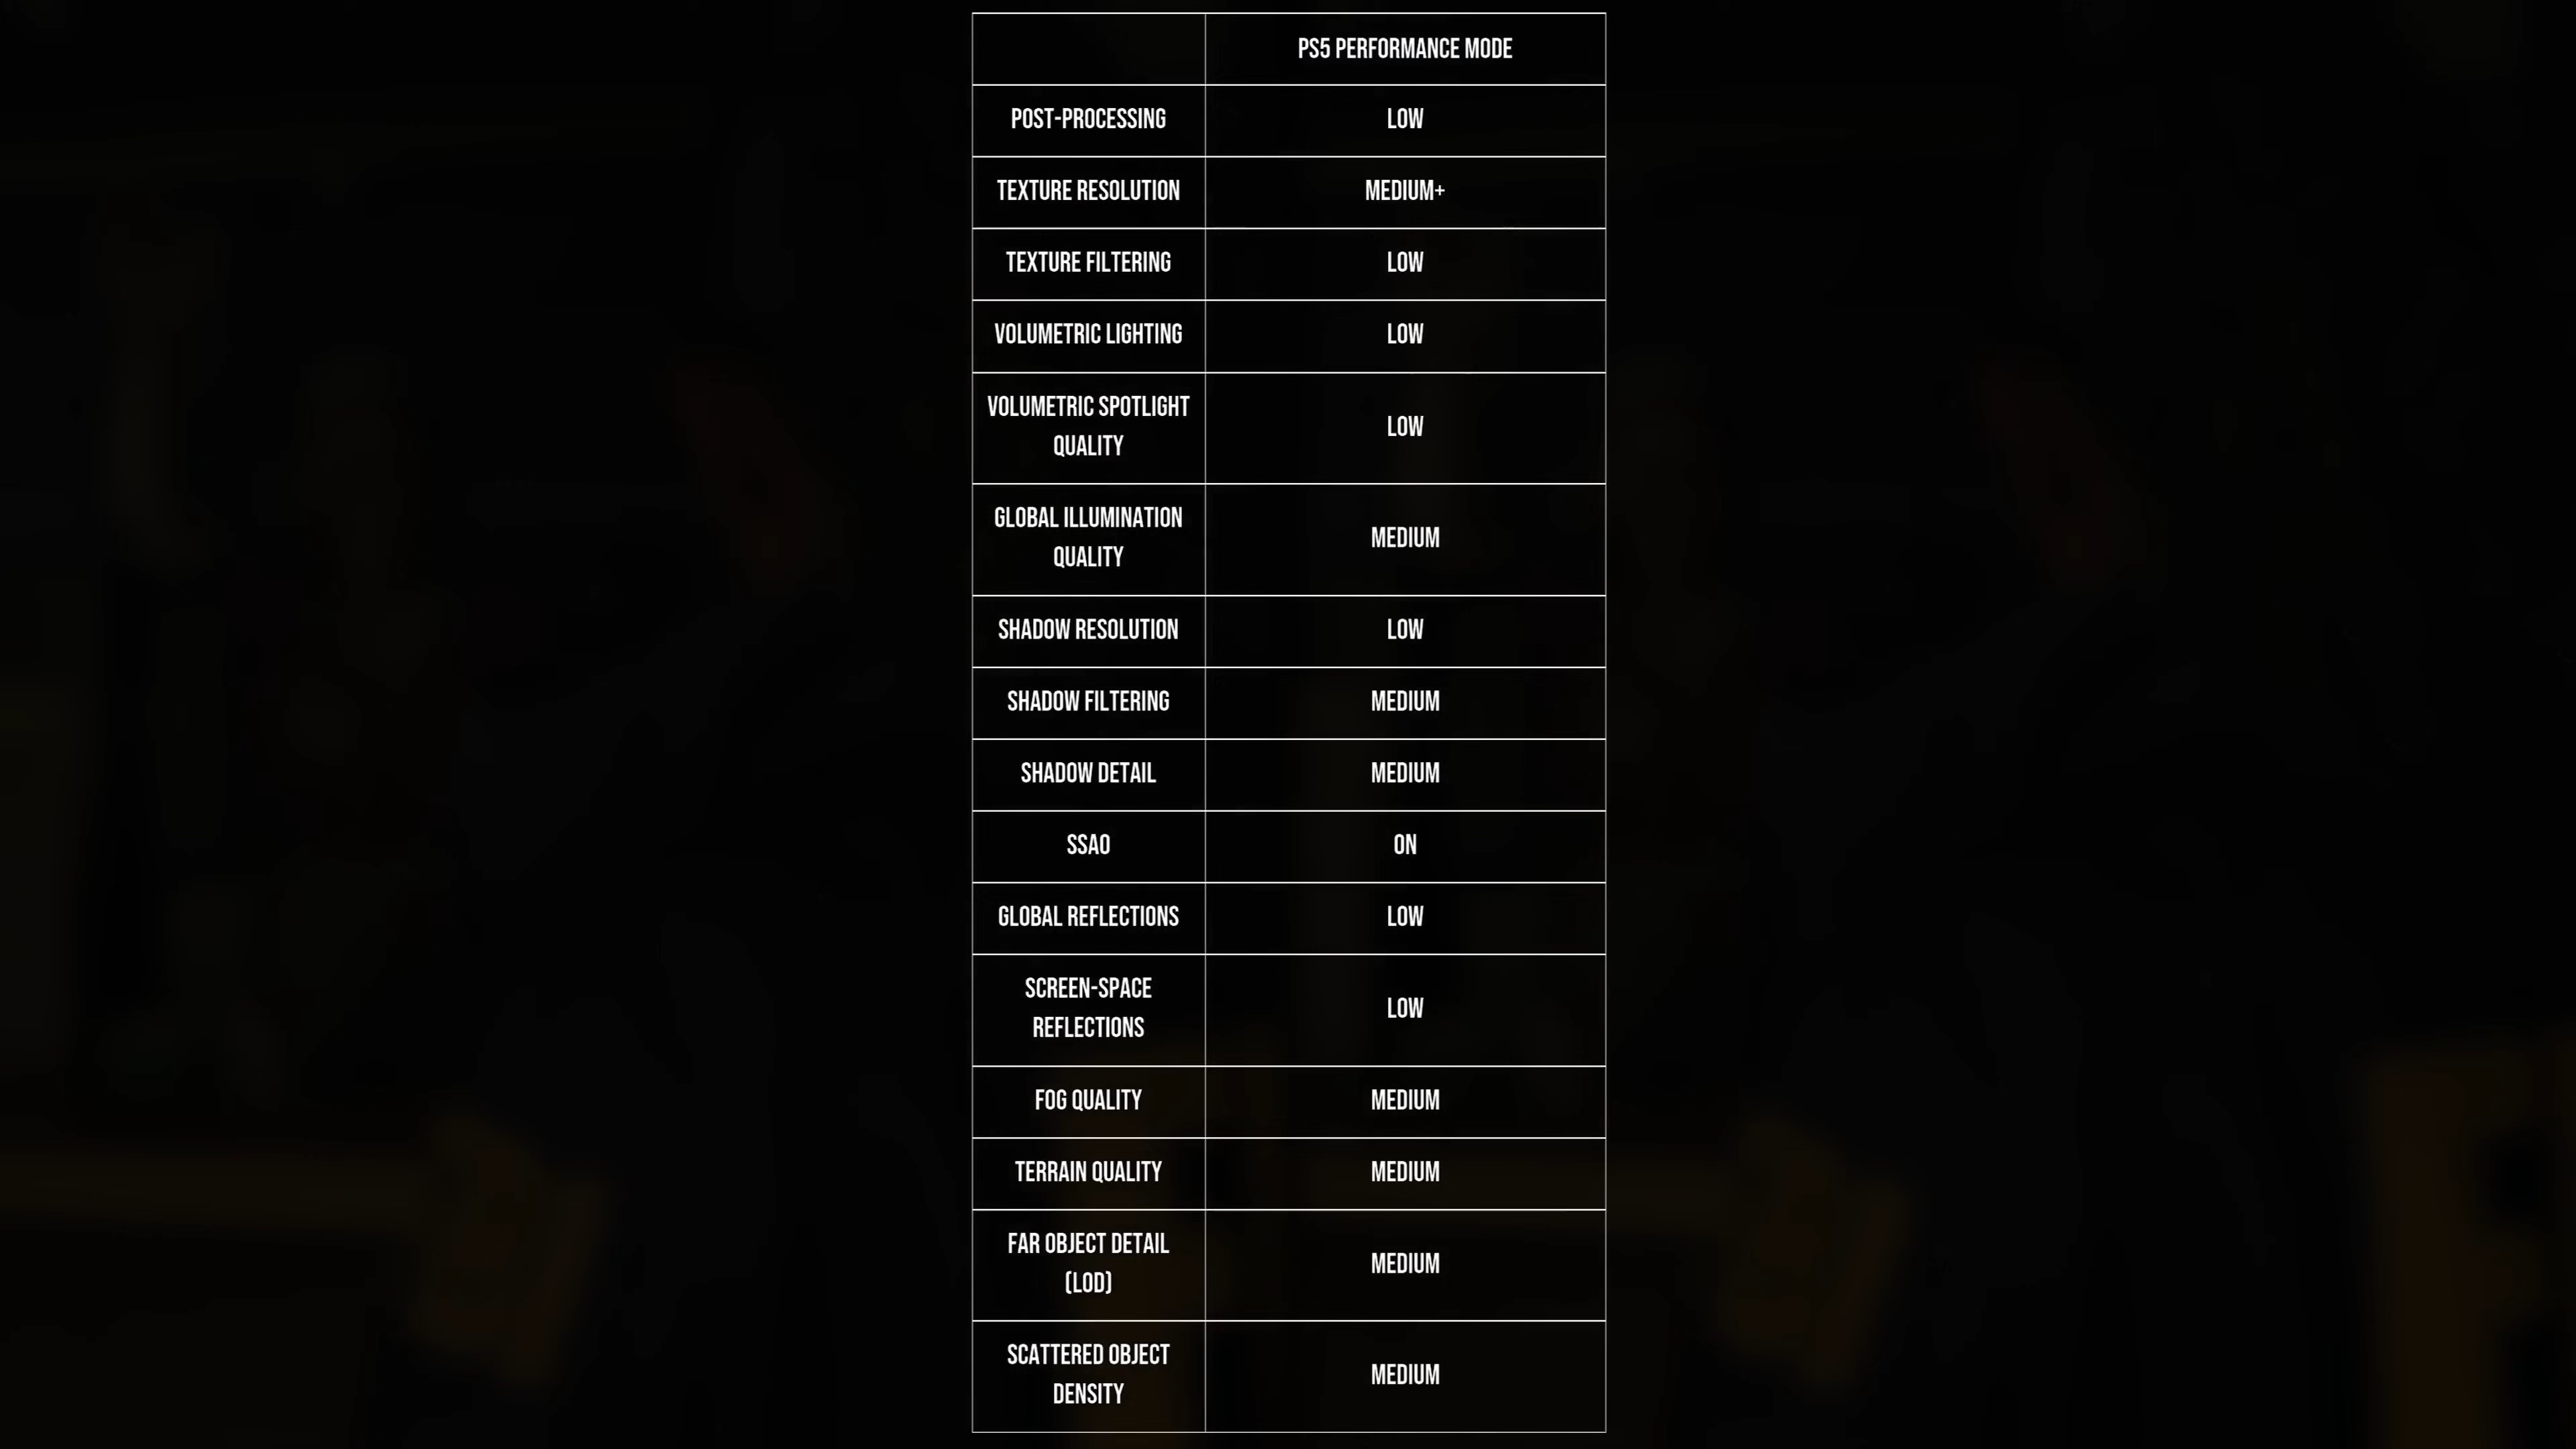 PS5 PERFORMANCE MODE
POST-PROCESSING LOW
TEXTURE RESOLUTION MEDIUM+
TEXTURE FILTERING LOW
VOLUMETRIC LIGHTING LOW
VOLUMETRIC SPOTLIGHT
QUALITY
LOW
GLOBAL ILLUMINATION
QUALITY
MEDIUM
SHADOW RESOLUTION LOW
SHADOW FILTERING MEDIUM
SHADOW DETAIL MEDIUM
SSAO ON
GLOBAL REFLECTIONS LOW
SCREEN-SPACE
REFLECTIONS
LOW
FOG QUALITY MEDIUM
TERRAIN QUALITY MEDIUM
FAR OBJECT DETAIL
(LOD)
MEDIUM
SCATTERED OBJECT
DENSITY
MEDIUM